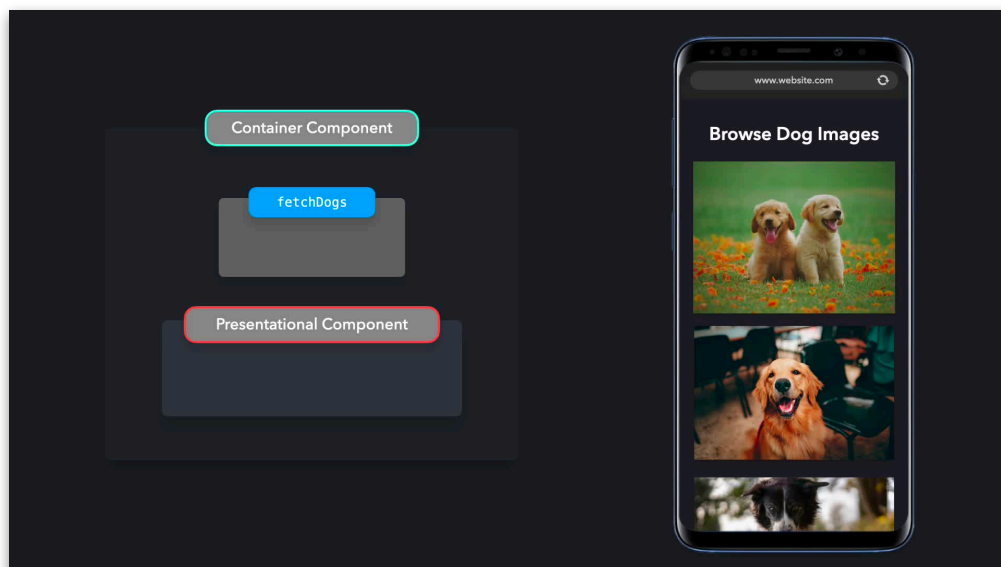 Container Component
fetchDogs
Presentational Component
www.website.com
Browse Dog Images